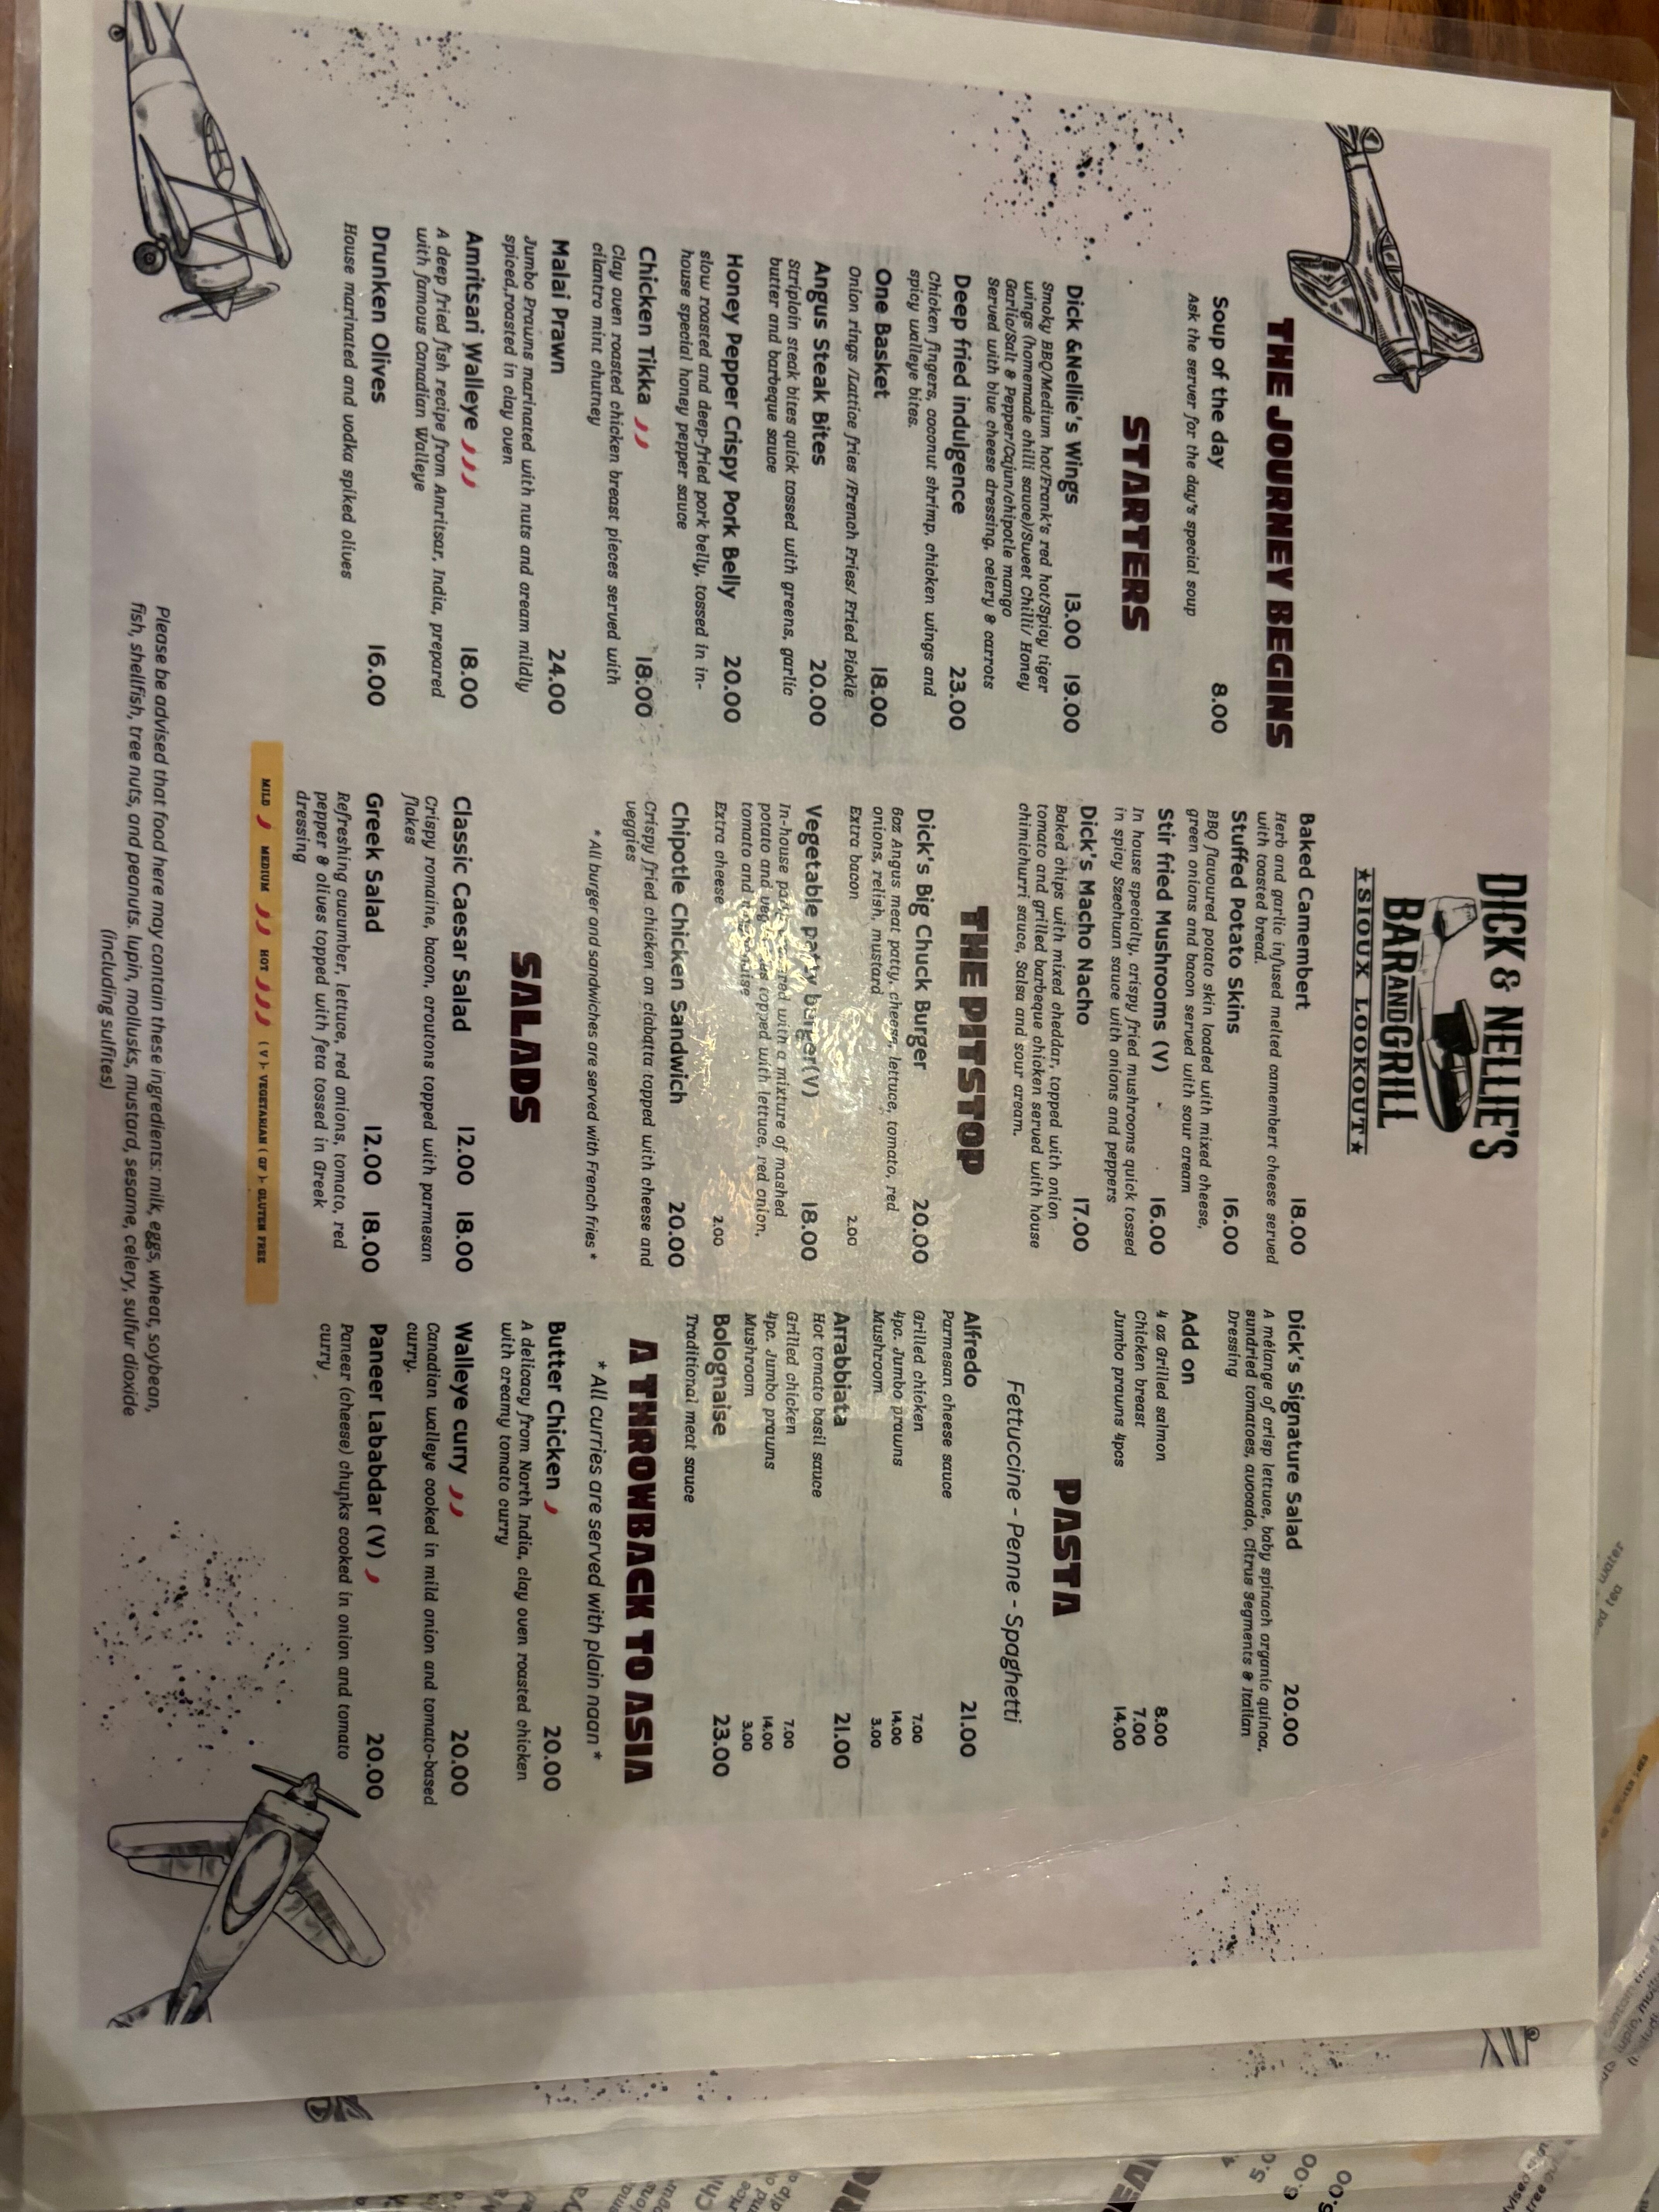 DICK & NELLIE'S
BAR AND GRILL
★SIOUX LOOKOUT★
THE JOURNEY BEGINS
Soup of the day 8.00
Ask the server for the day's special soup
STARTERS
Dick &Nellie's Wings 13.00 19.00
Smoky BBQ/Medium hot/Frank's red hot/Spicy tiger
wings (homemade chilli sauce)/Sweet Chilli/ Honey
Garlic/Salt & Pepper/Cajun/chipotle mango
Served with blue cheese dressing, celery & carrots
Deep fried indulgence 23.00
Chicken fingers, coconut shrimp, chicken wings and
spicy walleye bites.
One Basket 18.00
Onion rings /Lattice fries /French Fries/ Fried Pickle
Angus Steak Bites 20.00
Striploin steak bites quick tossed with greens, garlic
butter and barbeque sauce
Honey Pepper Crispy Pork Belly 20.00
slow roasted and deep-fried pork belly, tossed in in-
house special honey pepper sauce
Chicken Tikka 18.00
Clay oven roasted chicken breast pieces served with
cilantro mint chutney
Malai Prawn 24.00
Jumbo Prawns marinated with nuts and cream mildly
spiced,roasted in clay oven
Amritsari Walleye 18.00
A deep fried fish recipe from Amritsar, India, prepared
with famous Canadian Walleye
Drunken Olives 16.00
House marinated and vodka spiked olives
Baked Camembert 18.00
Herb and garlic infused melted camembert cheese served
with toasted bread.
Stuffed Potato Skins 16.00
BBQ flavoured potato skin loaded with mixed cheese,
green onions and bacon served with sour cream
Stir fried Mushrooms (V) 16.00
In house specialty, crispy fried mushrooms quick tossed
in spicy Szechuan sauce with onions and peppers
Dick's Macho Nacho 17.00
Baked chips with mixed cheddar, topped with onion
tomato and grilled barbeque chicken served with house
chimichurri sauce, Salsa and sour cream.
THE PITSTOP
Dick's Big Chuck Burger 20.00
6oz Angus meat patty, cheese, lettuce, tomato, red
onions, relish, mustard
Extra bacon 2.00
Vegetable patty burger(V) 18.00
In-house with a mixture of mashed
potato and topped with lettuce, red onion,
tomato and
Extra cheese 2.00
Chipotle Chicken Sandwich 20.00
Crispy fried chicken on ciabatta topped with cheese and
veggies
* All burger and sandwiches are served with French fries *
SALADS
Classic Caesar Salad 12.00 18.00
Crispy romaine, bacon, croutons topped with parmesan
flakes
Greek Salad 12.00 18.00
Refreshing cucumber, lettuce, red onions, tomato, red
pepper & olives topped with feta tossed in Greek
dressing
Dick's Signature Salad 20.00
A mélange of crisp lettuce, baby spinach organic quinoa,
sundried tomatoes, avocado, Citrus Segments & Italian
Dressing
Add on
4 oz Grilled salmon 8.00
Chicken breast 7.00
Jumbo prawns 4pcs 14.00
PASTA
Fettuccine - Penne - Spaghetti
Alfredo 21.00
Parmesan cheese sauce
Grilled chicken 7.00
4pc. Jumbo prawns 14.00
Mushroom 3.00
Arrabbiata 21.00
Hot tomato basil sauce
Grilled chicken 7.00
4pc. Jumbo prawns 14.00
Mushroom 3.00
Bolognaise 23.00
Traditional meat sauce
A THROWBACK TO ASIA
* All curries are served with plain naan *
Butter Chicken 20.00
A delicacy from North India, clay oven roasted chicken
with creamy tomato curry
Walleye curry 20.00
Canadian walleye cooked in mild onion and tomato-based
curry.
Paneer Lababdar (V) 20.00
Paneer (cheese) chunks cooked in onion and tomato
curry
MILD MEDIUM HOT (V)- VEGETARIAN (GF)- GLUTEN FREE
Please be advised that food here may contain these ingredients: milk, eggs, wheat, soybean,
fish, shellfish, tree nuts, and peanuts. lupin, mollusks, mustard, sesame, celery, sulfur dioxide
(including sulfites)
water
tea
5.00